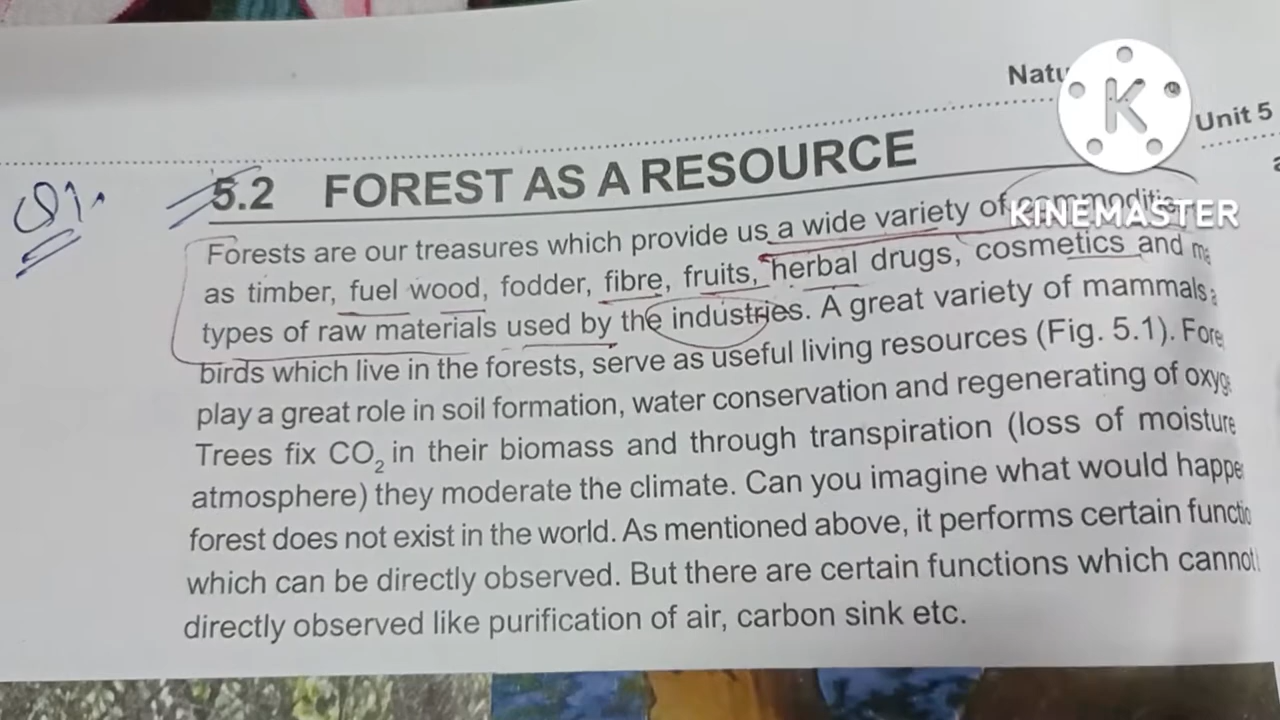 Natu
Unit 5
Q1.
5.2 FOREST AS A RESOURCE
Forests are our treasures which provide us a wide variety of commoditie
KINEMASTER
as timber, fuel wood, fodder, fibre, fruits, herbal drugs, cosmetics and ma
types of raw materials used by the industries. A great variety of mammals a
birds which live in the forests, serve as useful living resources (Fig. 5.1). Fore
play a great role in soil formation, water conservation and regenerating of oxyge
Trees fix CO₂ in their biomass and through transpiration (loss of moisture
atmosphere) they moderate the climate. Can you imagine what would happe
forest does not exist in the world. As mentioned above, it performs certain functio
which can be directly observed. But there are certain functions which cannot
directly observed like purification of air, carbon sink etc.